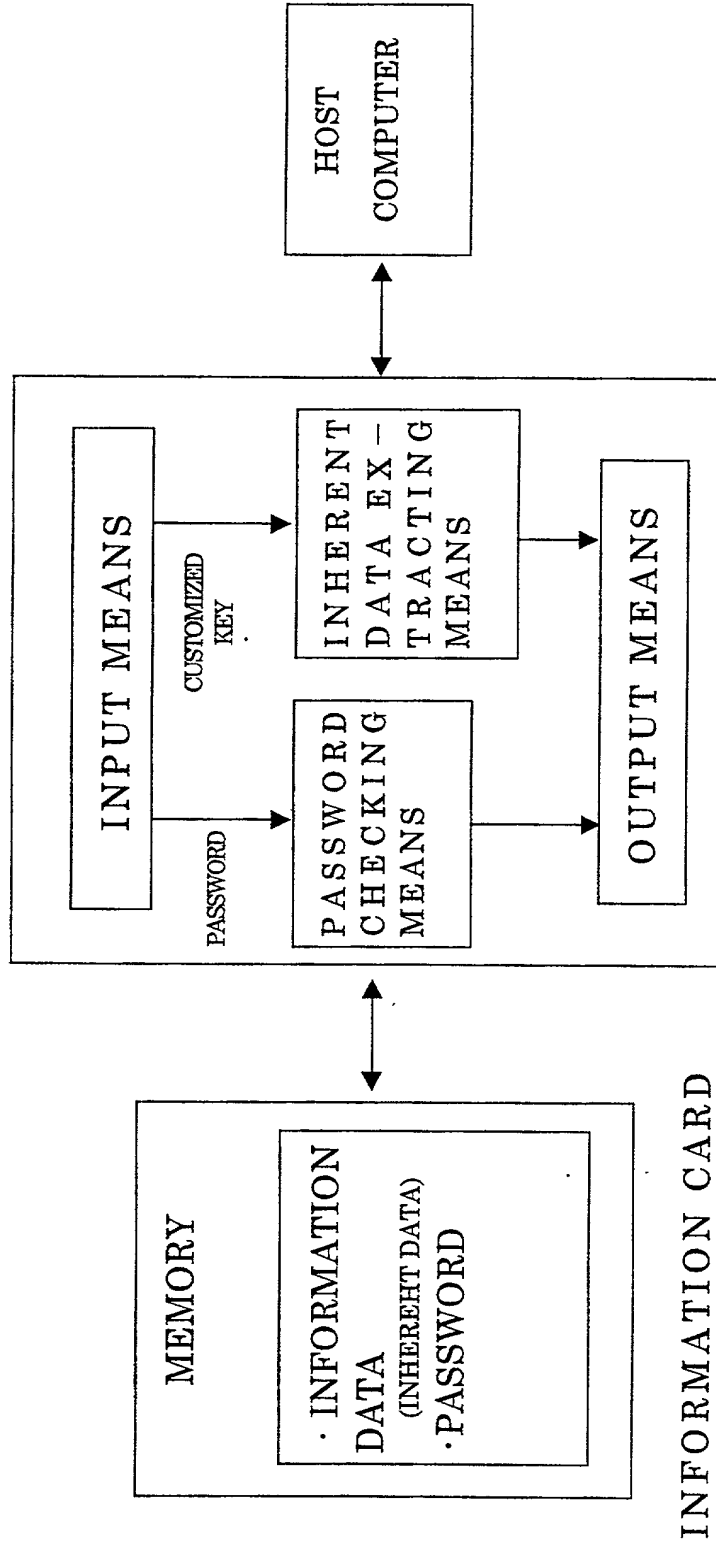 MEMORY
· INFORMATION
DATA
(INHEREHT DATA)
·PASSWORD
INFORMATION CARD
INPUT MEANS
PASSWORD
CUSTOMIZED
KEY
PASSWORD
CHECKING
MEANS
INHERENT
DATA EX–
TRACTING
MEANS
OUTPUT MEANS
HOST
COMPUTER